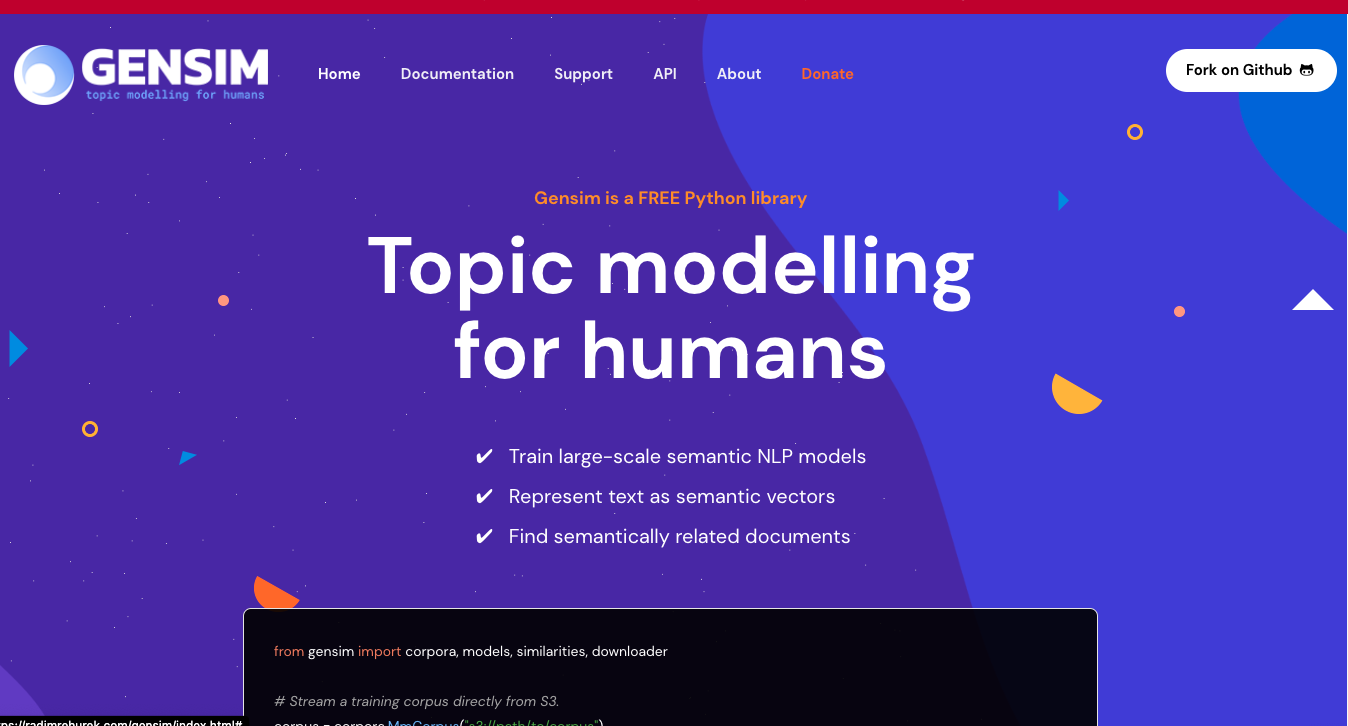 GENSIM
topic modelling for humans
Home Documentation Support API About Donate
Fork on Github
Gensim is a FREE Python library
Topic modelling
for humans
✔ Train large-scale semantic NLP models
✔ Represent text as semantic vectors
✔ Find semantically related documents
from gensim import corpora, models, similarities, downloader
# Stream a training corpus directly from S3.
corpus = corpora.MmCorpus("s3://path/to/corpus")
ps://radimrehurek.com/gensim/index.html#